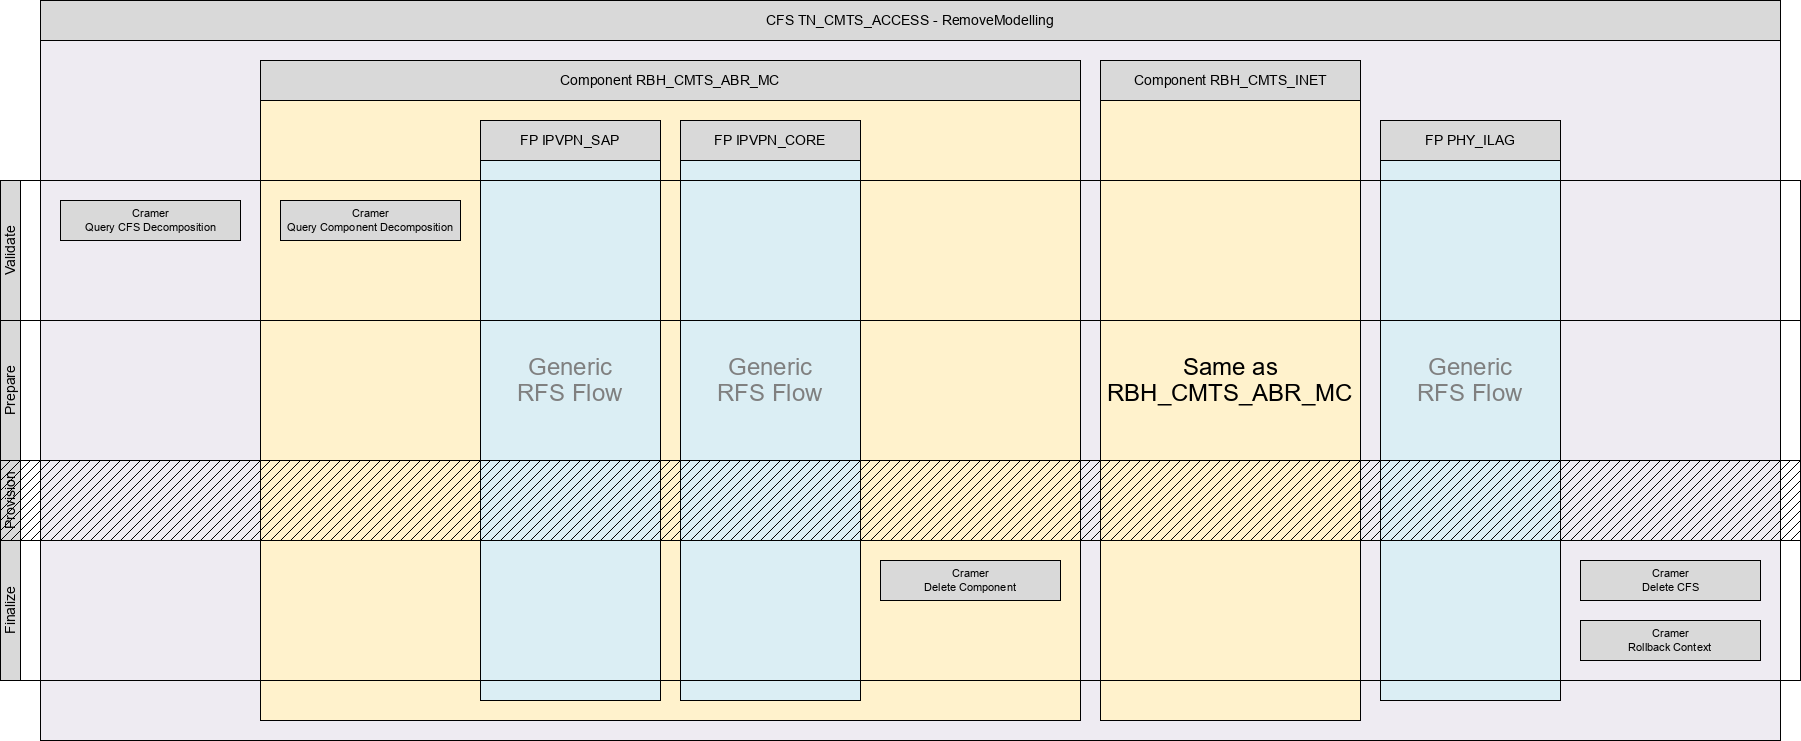 CFS TN_CMTS_ACCESS - RemoveModelling
Component RBH_CMTS_ABR_MC
Component RBH_CMTS_INET
FP IPVPN_SAP
FP IPVPN_CORE
FP PHY_ILAG
Validate
Cramer
Query CFS Decomposition
Cramer
Query Component Decomposition
Prepare
Generic
RFS Flow
Generic
RFS Flow
Same as
RBH_CMTS_ABR_MC
Generic
RFS Flow
Provision
Finalize
Cramer
Delete Component
Cramer
Delete CFS
Cramer
Rollback Context